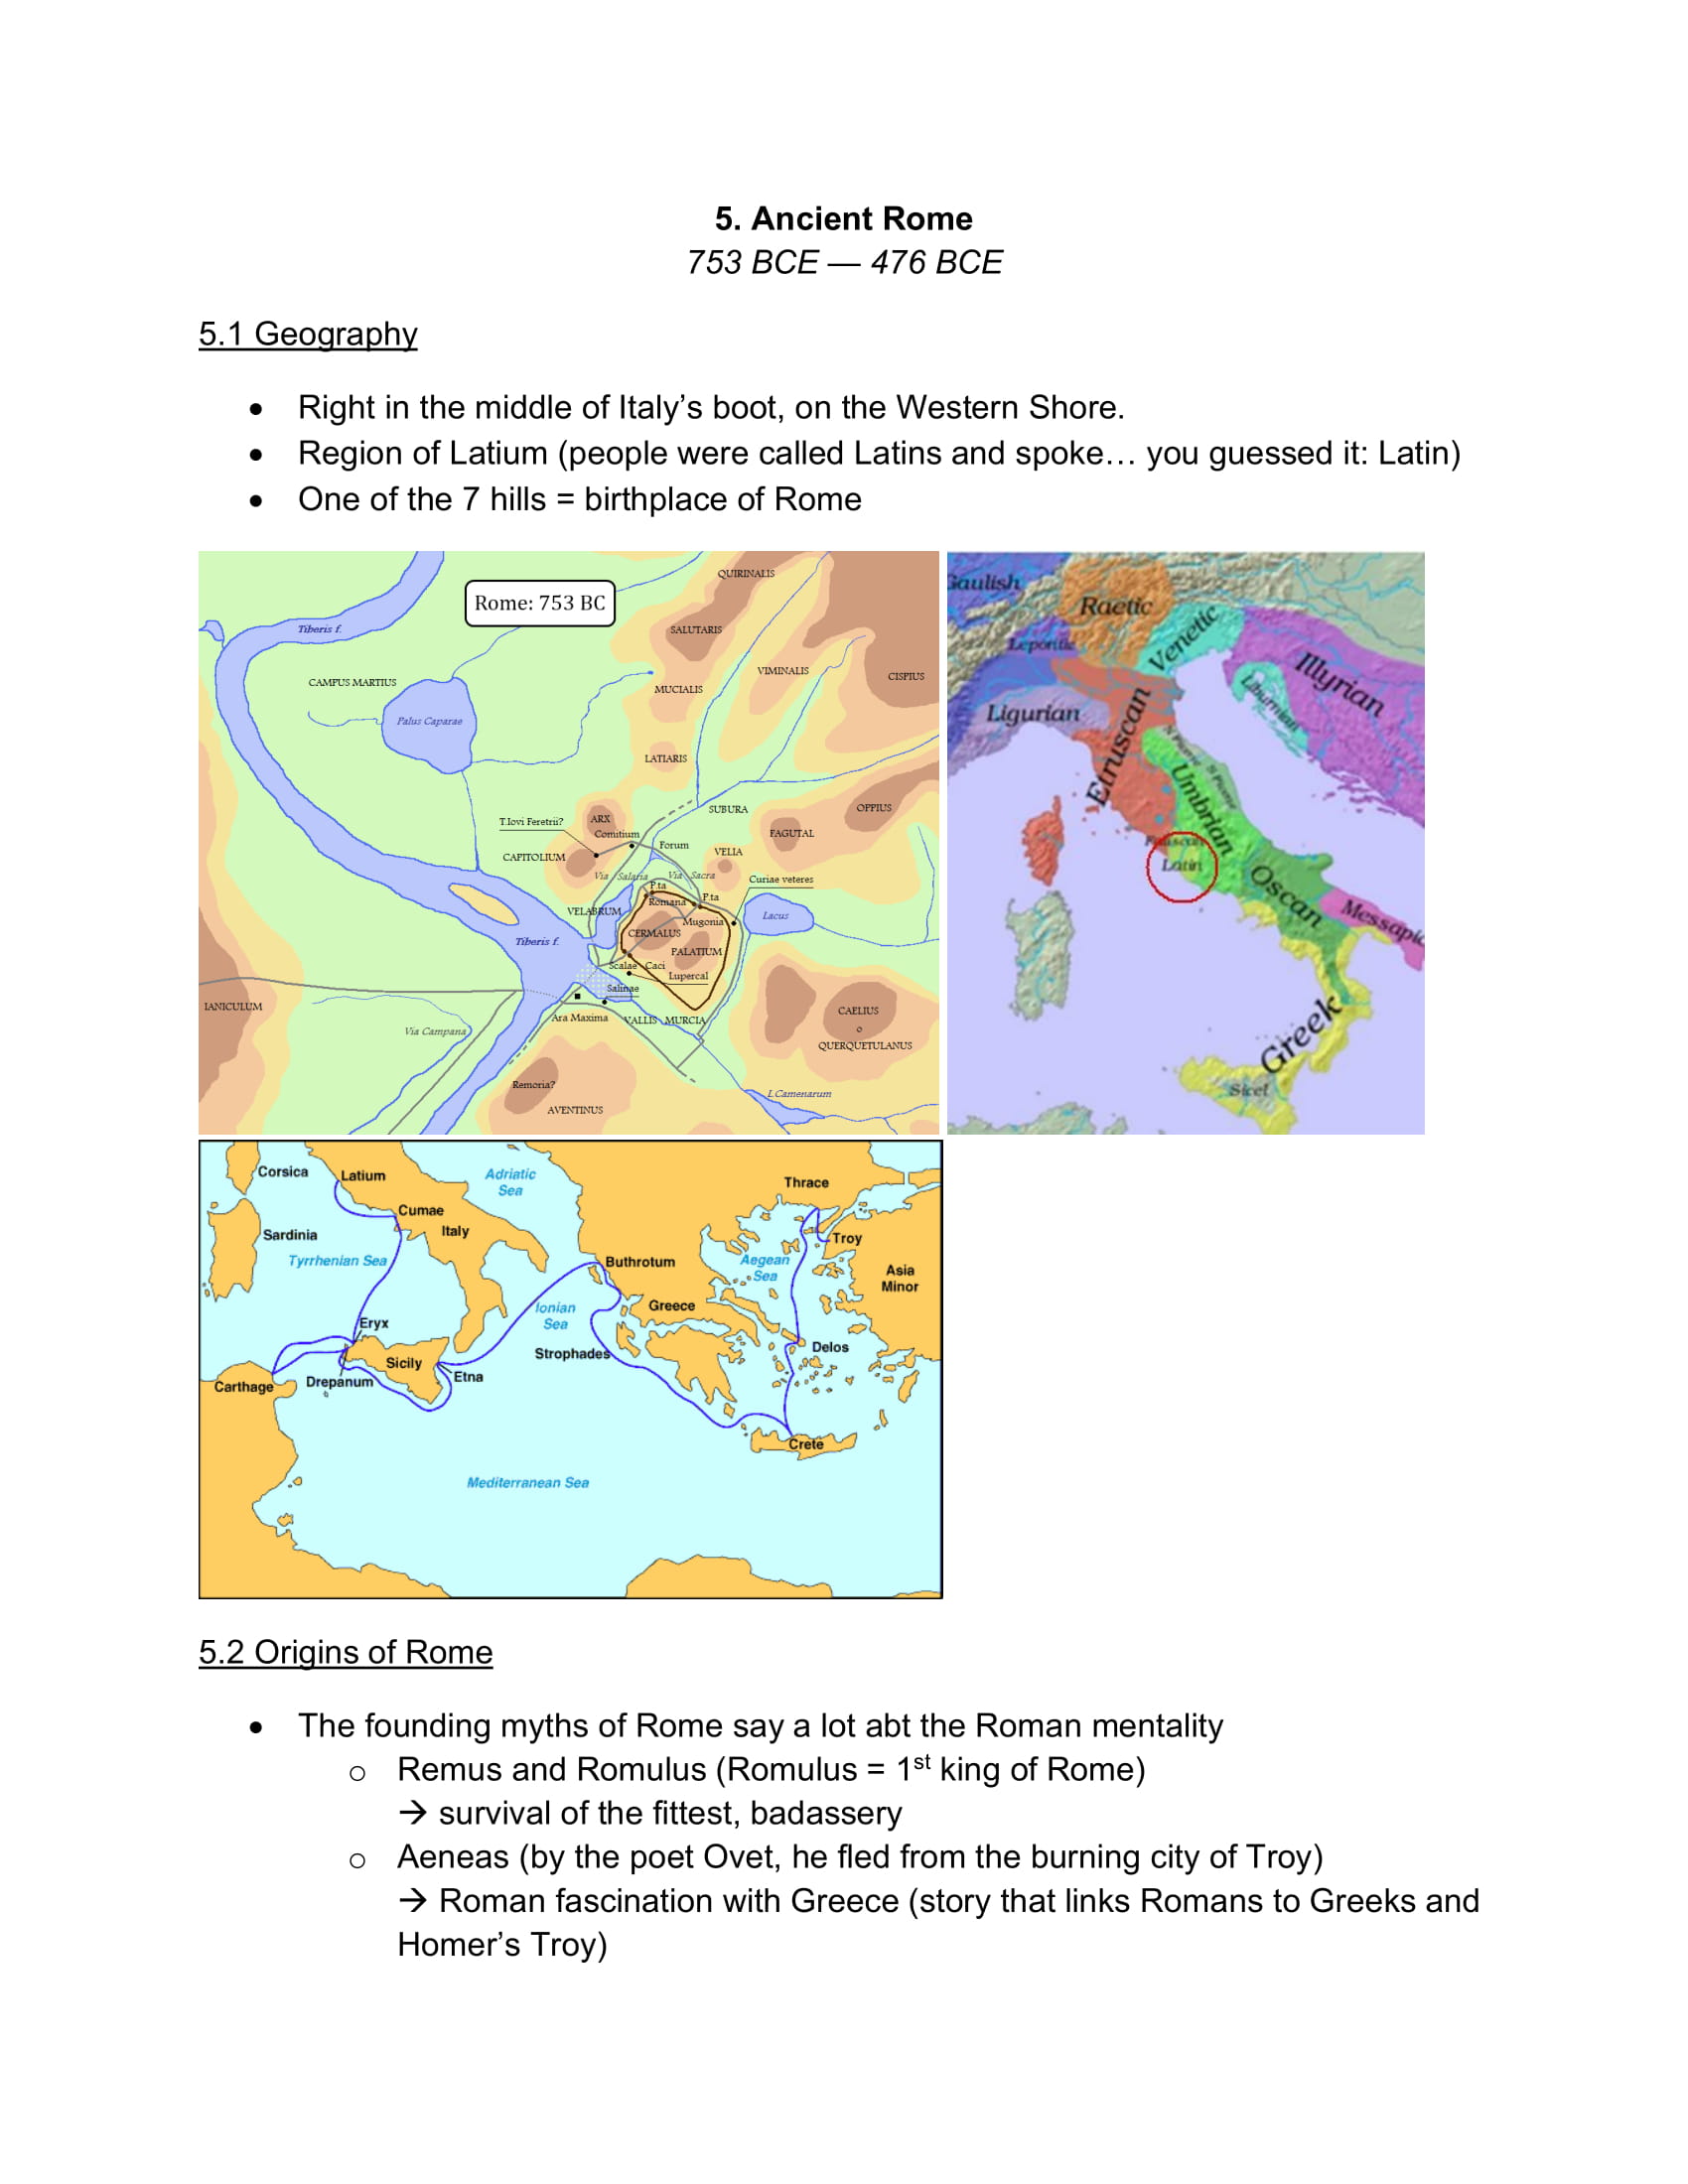 5. Ancient Rome
753 BCE — 476 BCE
5.1 Geography
• Right in the middle of Italy’s boot, on the Western Shore.
• Region of Latium (people were called Latins and spoke… you guessed it: Latin)
• One of the 7 hills = birthplace of Rome
Rome: 753 BC
QUIRINALIS
Tiberis f.
SALUTARIS
CAMPUS MARTIUS
VIMINALIS
CISPIUS
MUCIALIS
Palus Caparae
LATIARIS
SUBURA
OPPIUS
T.Iovi Feretrii?
ARX
Comitium
FAGUTAL
CAPITOLIUM
Forum
VELIA
Via Salaria
Via Sacra
Curiae veteres
P.ta
Romana
P.ta
Mugonia
VELABRUM
Lacus
CERMALUS
Tiberis f.
PALATIUM
Scalae Caci
Lupercal
Salinae
IANICULUM
Ara Maxima
VALLIS MURCIA
CAELIUS
o
QUERQUETULANUS
Via Campana
Remoria?
AVENTINUS
L.Camenarum
Gaulish
Raetic
Lepontic
Venetic
Illyrian
Liburnian
Ligurian
Etruscan
N Picene
S Picene
Umbrian
Latin
Oscan
Messapic
Greek
Sicel
Corsica
Latium
Adriatic
Sea
Thrace
Cumae
Sardinia
Italy
Troy
Tyrrhenian Sea
Buthrotum
Aegean
Sea
Asia
Minor
Ionian
Sea
Greece
Eryx
Strophades
Delos
Sicily
Carthage
Drepanum
Etna
Crete
Mediterranean Sea
5.2 Origins of Rome
• The founding myths of Rome say a lot abt the Roman mentality
o Remus and Romulus (Romulus = 1st king of Rome)
→ survival of the fittest, badassery
o Aeneas (by the poet Ovet, he fled from the burning city of Troy)
→ Roman fascination with Greece (story that links Romans to Greeks and
Homer’s Troy)